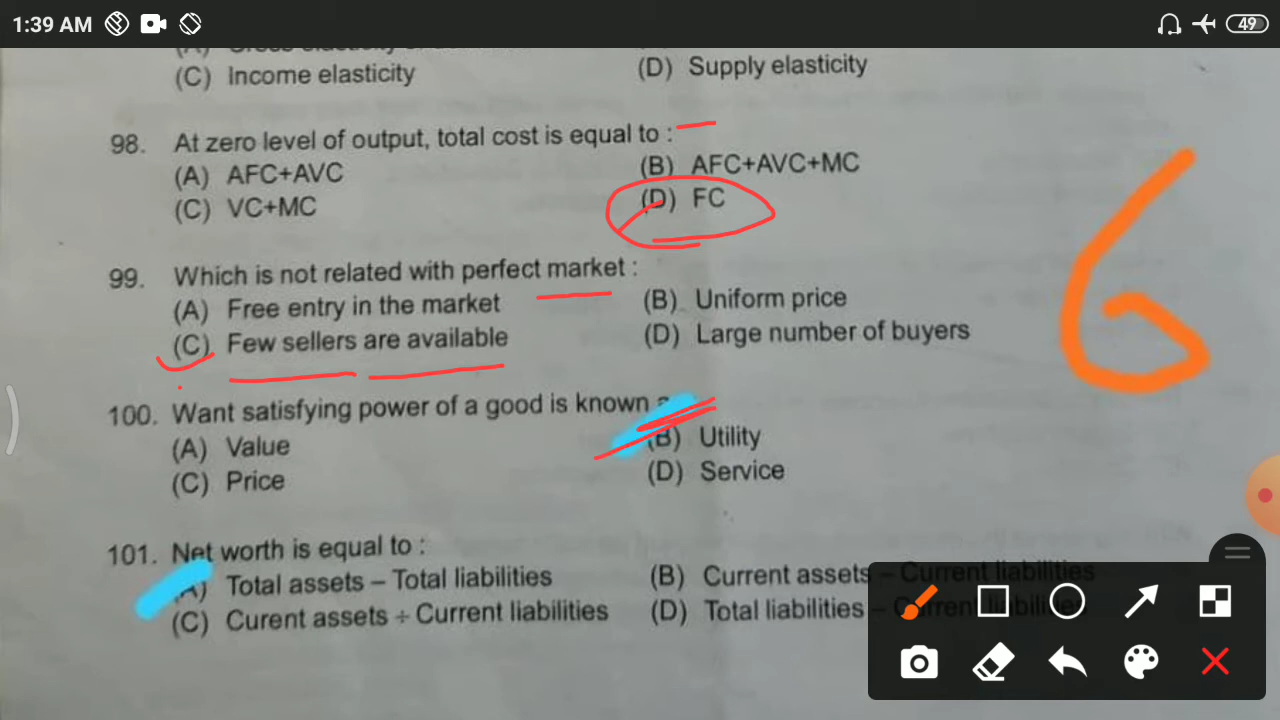 1:39 AM
49
(C) Income elasticity (D) Supply elasticity
98. At zero level of output, total cost is equal to :
(A) AFC+AVC (B) AFC+AVC+MC
(C) VC+MC (D) FC
99. Which is not related with perfect market :
(A) Free entry in the market (B) Uniform price
(C) Few sellers are available (D) Large number of buyers
100. Want satisfying power of a good is known
(A) Value (B) Utility
(C) Price (D) Service
101. Net worth is equal to :
(A) Total assets – Total liabilities (B) Current assets – Current liabilities
(C) Curent assets ÷ Current liabilities (D) Total liabilities – Current liabilities
6